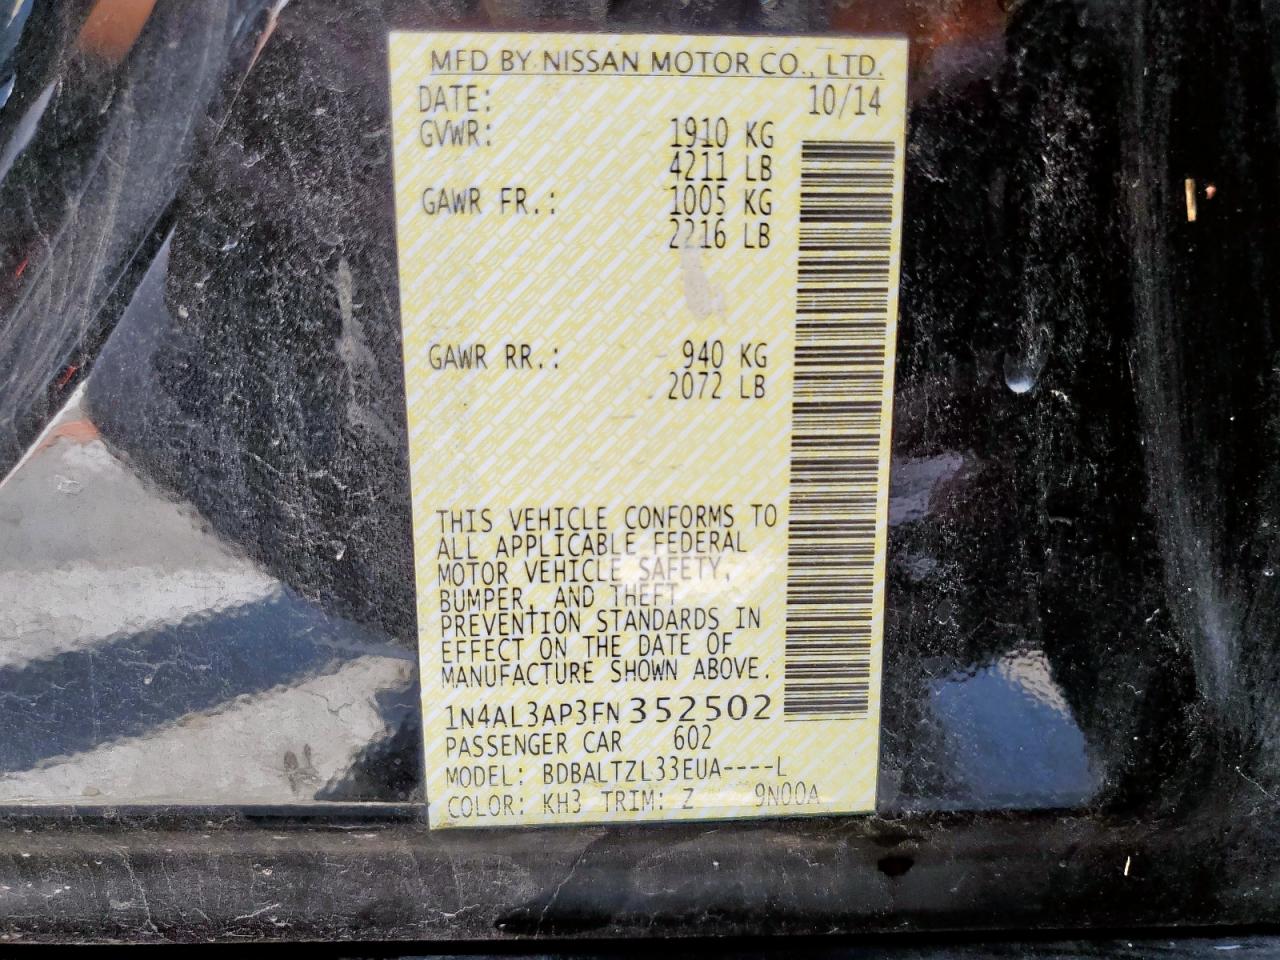 MFD BY NISSAN MOTOR CO., LTD.
DATE: 10/14
GVWR: 1910 KG
4211 LB
GAWR FR.: 1005 KG
2216 LB
GAWR RR.: 940 KG
2072 LB
THIS VEHICLE CONFORMS TO
ALL APPLICABLE FEDERAL
MOTOR VEHICLE SAFETY,
BUMPER, AND THEFT
PREVENTION STANDARDS IN
EFFECT ON THE DATE OF
MANUFACTURE SHOWN ABOVE.
1N4AL3AP3FN352502
PASSENGER CAR 602
MODEL: BDBALTZL33EUA----L
COLOR: KH3 TRIM: Z 9N00A